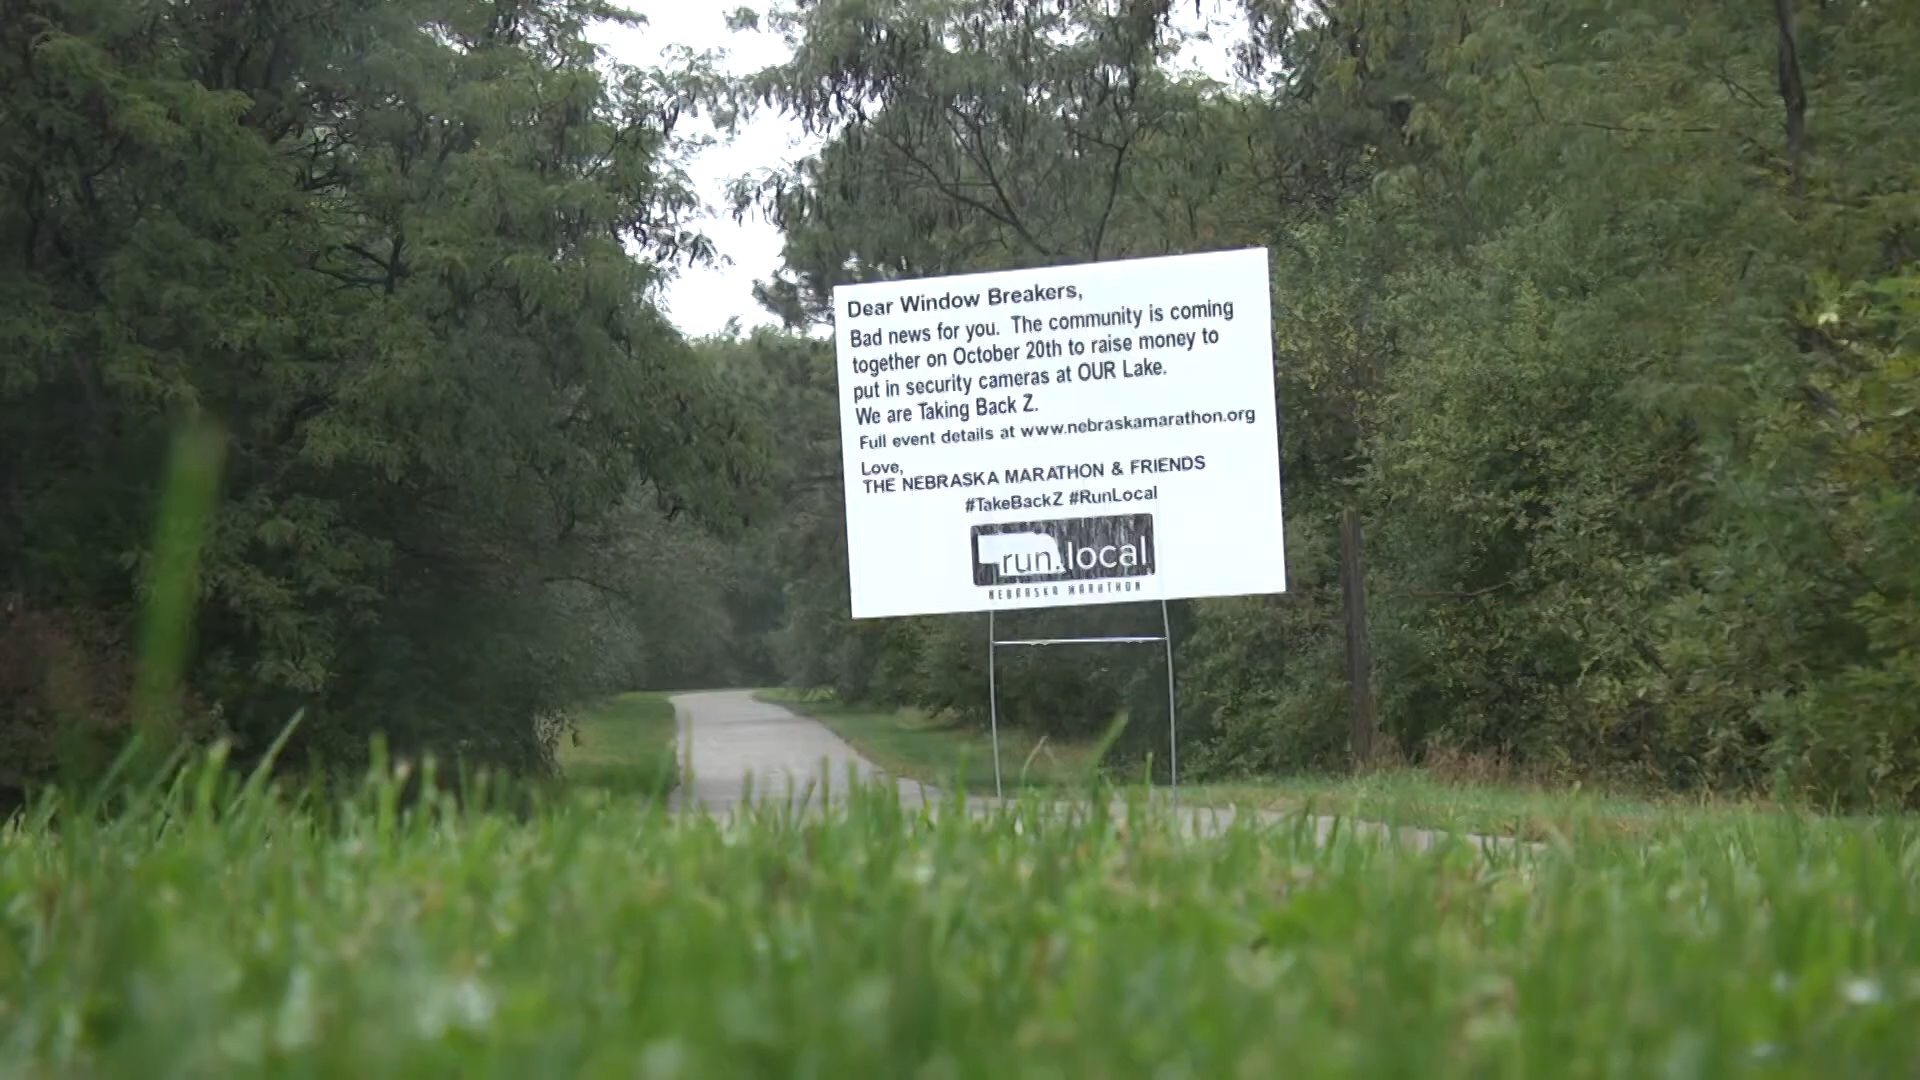 Dear Window Breakers,
Bad news for you. The community is coming
together on October 20th to raise money to
put in security cameras at OUR Lake.
We are Taking Back Z.
Full event details at www.nebraskamarathon.org
Love,
THE NEBRASKA MARATHON & FRIENDS
#TakeBackZ #RunLocal
run.local
NEBRASKA MARATHON